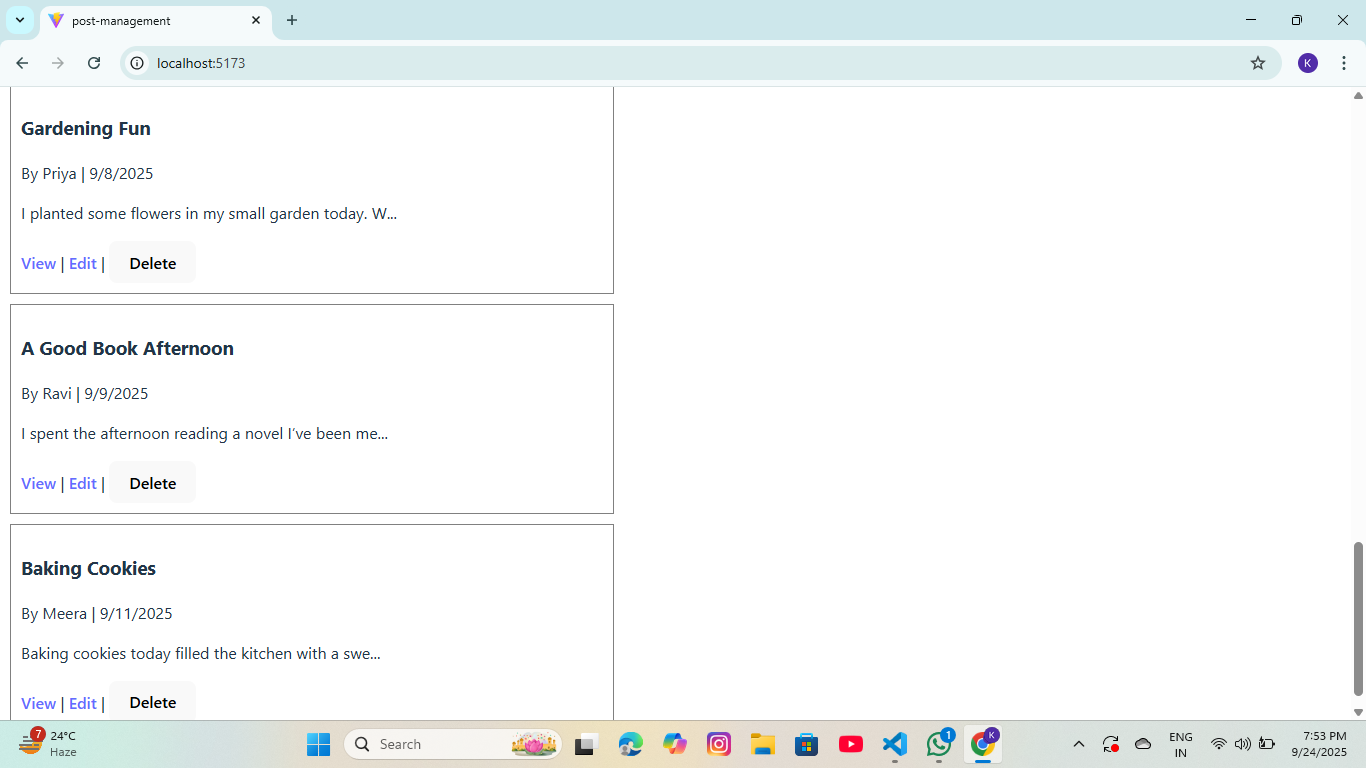 post-management
localhost:5173
K
Gardening Fun
By Priya | 9/8/2025
I planted some flowers in my small garden today. W...
View | Edit | Delete
A Good Book Afternoon
By Ravi | 9/9/2025
I spent the afternoon reading a novel I’ve been me...
View | Edit | Delete
Baking Cookies
By Meera | 9/11/2025
Baking cookies today filled the kitchen with a swe...
View | Edit | Delete
7
24°C
Haze
Search
1
K
ENG
IN
7:53 PM
9/24/2025